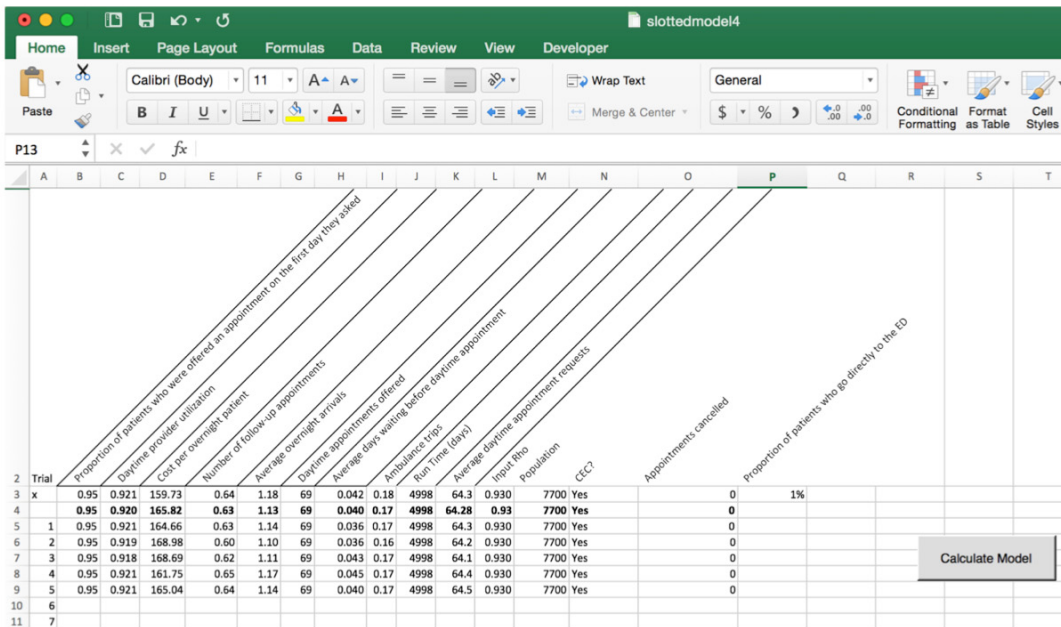 slottedmodel4
Home Insert Page Layout Formulas Data Review View Developer
Paste Calibri (Body) 11 A A Wrap Text General
B I U A Merge & Center $ % Conditional Formatting Format as Table Cell Styles
P13 fx
A B C D E F G H I J K L M N O P Q R S T
2 Trial
Proportion of patients who were offered an appointment on the first day they asked
Daytime provider utilization
Cost per overnight patient
Number of follow-up appointments
Average overnight arrivals
Daytime appointments offered
Average days waiting before daytime appointment
Ambulance trips
Run Time (days)
Average daytime appointment requests
Input Rho
Population
CEC?
Appointments cancelled
Proportion of patients who go directly to the ED
3 x 0.95 0.921 159.73 0.64 1.18 69 0.042 0.18 4998 64.3 0.930 7700 Yes 0 1%
4 0.95 0.920 165.82 0.63 1.13 69 0.040 0.17 4998 64.28 0.93 7700 Yes 0
5 1 0.95 0.921 164.66 0.63 1.14 69 0.036 0.17 4998 64.3 0.930 7700 Yes 0
6 2 0.95 0.919 168.98 0.60 1.10 69 0.036 0.16 4998 64.2 0.930 7700 Yes 0
7 3 0.95 0.918 168.69 0.62 1.11 69 0.043 0.17 4998 64.1 0.930 7700 Yes 0
8 4 0.95 0.921 161.75 0.65 1.17 69 0.045 0.17 4998 64.4 0.930 7700 Yes 0
9 5 0.95 0.921 165.04 0.64 1.14 69 0.040 0.17 4998 64.5 0.930 7700 Yes 0
Calculate Model
10 6
11 7